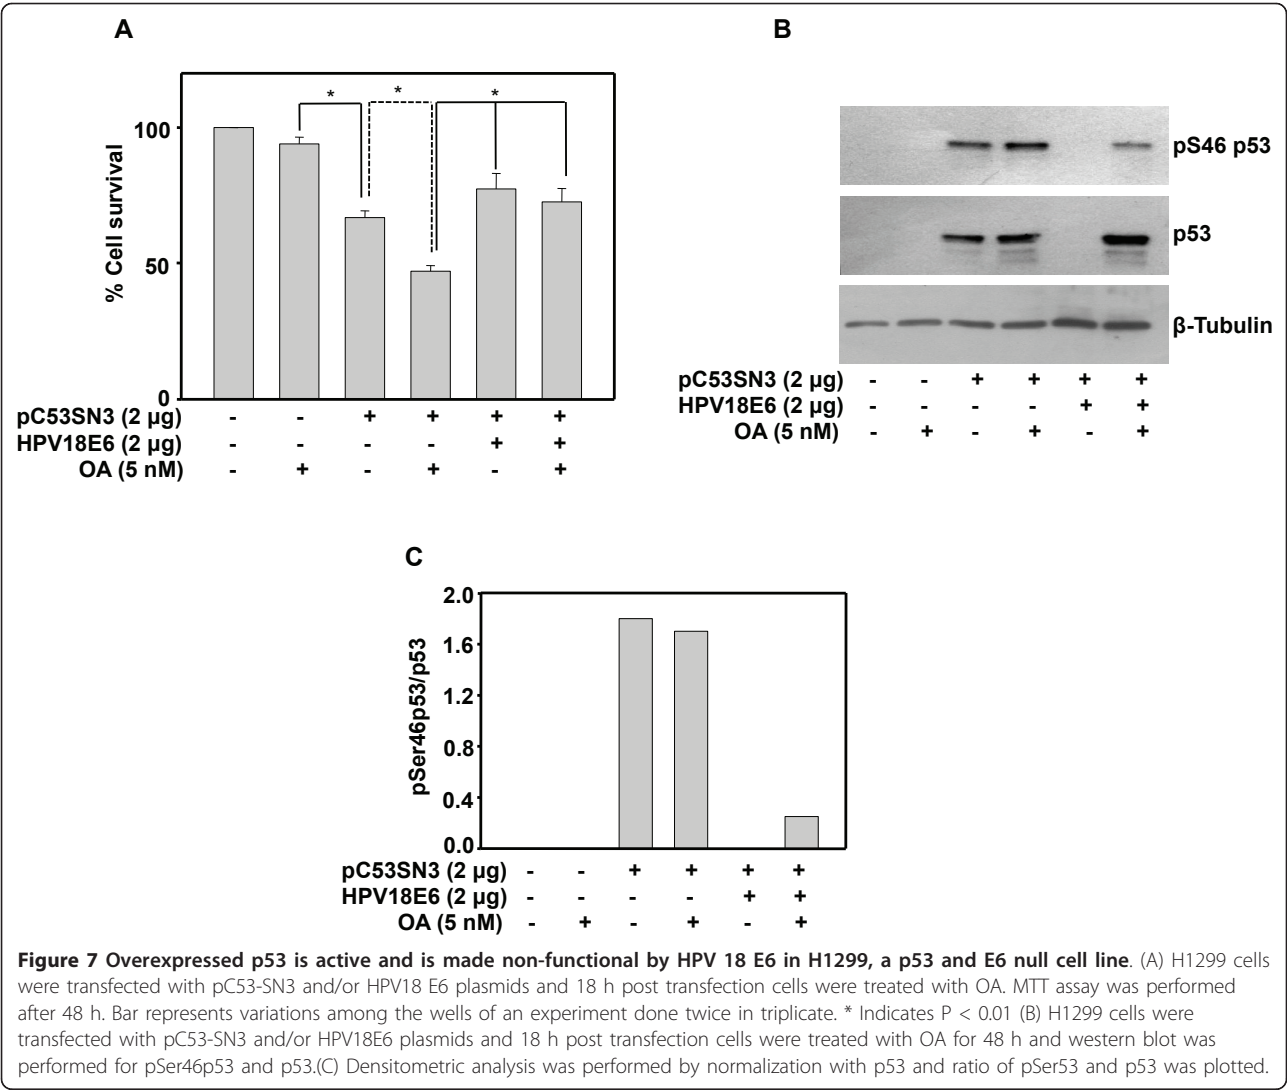 A
* * *
100
50
0
% Cell survival
pC53SN3 (2 µg) - - + + + +
HPV18E6 (2 µg) - - - - + +
OA (5 nM) - + - + - +
B
pS46 p53
p53
β-Tubulin
pC53SN3 (2 µg) - - + + + +
HPV18E6 (2 µg) - - - - + +
OA (5 nM) - + - + - +
C
2.0
1.6
1.2
0.8
0.4
0.0
pSer46p53/p53
pC53SN3 (2 µg) - - + + + +
HPV18E6 (2 µg) - - - - + +
OA (5 nM) - + - + - +
Figure 7 Overexpressed p53 is active and is made non-functional by HPV 18 E6 in H1299, a p53 and E6 null cell line. (A) H1299 cells
were transfected with pC53-SN3 and/or HPV18 E6 plasmids and 18 h post transfection cells were treated with OA. MTT assay was performed
after 48 h. Bar represents variations among the wells of an experiment done twice in triplicate. * Indicates P < 0.01 (B) H1299 cells were
transfected with pC53-SN3 and/or HPV18E6 plasmids and 18 h post transfection cells were treated with OA for 48 h and western blot was
performed for pSer46p53 and p53.(C) Densitometric analysis was performed by normalization with p53 and ratio of pSer53 and p53 was plotted.